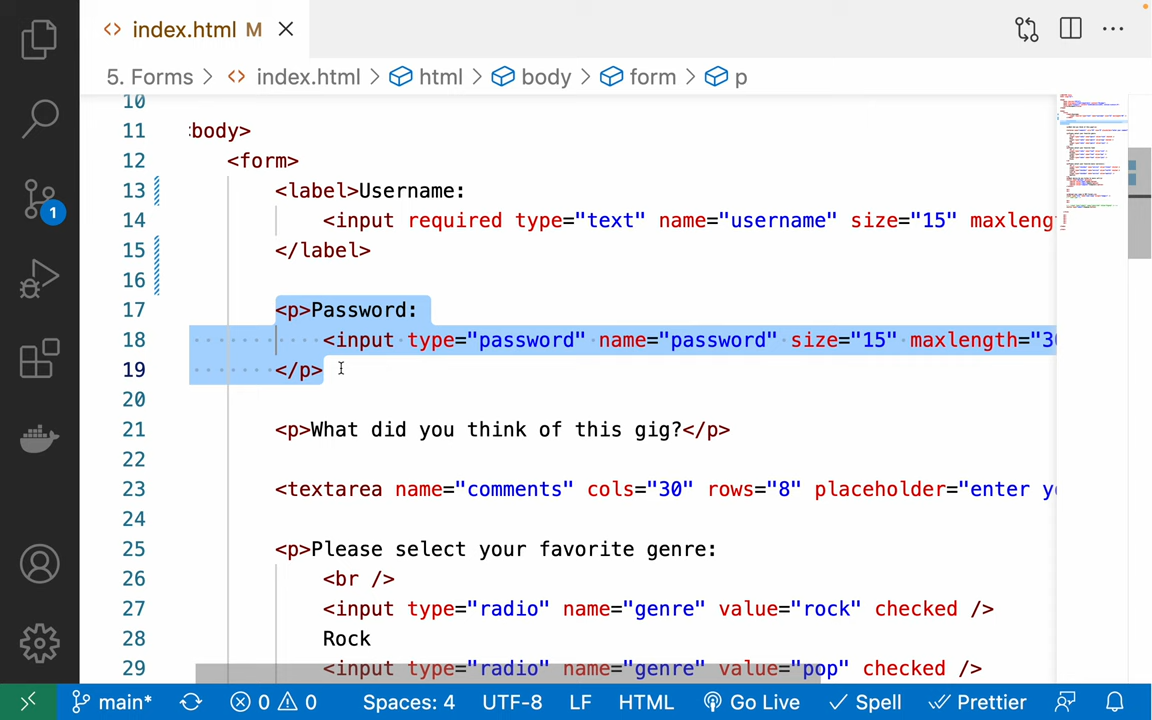 index.html M
5. Forms > index.html > html > body > form > p
10
11 :body>
12 <form>
13 <label>Username:
14 <input required type="text" name="username" size="15" maxleng
15 </label>
16
17 <p>Password:
18 <input type="password" name="password" size="15" maxlength="30
19 </p>
20
21 <p>What did you think of this gig?</p>
22
23 <textarea name="comments" cols="30" rows="8" placeholder="enter yo
24
25 <p>Please select your favorite genre:
26 <br />
27 <input type="radio" name="genre" value="rock" checked />
28 Rock
29 <input type="radio" name="genre" value="pop" checked />
1
main* 0 0 Spaces: 4 UTF-8 LF HTML Go Live Spell Prettier